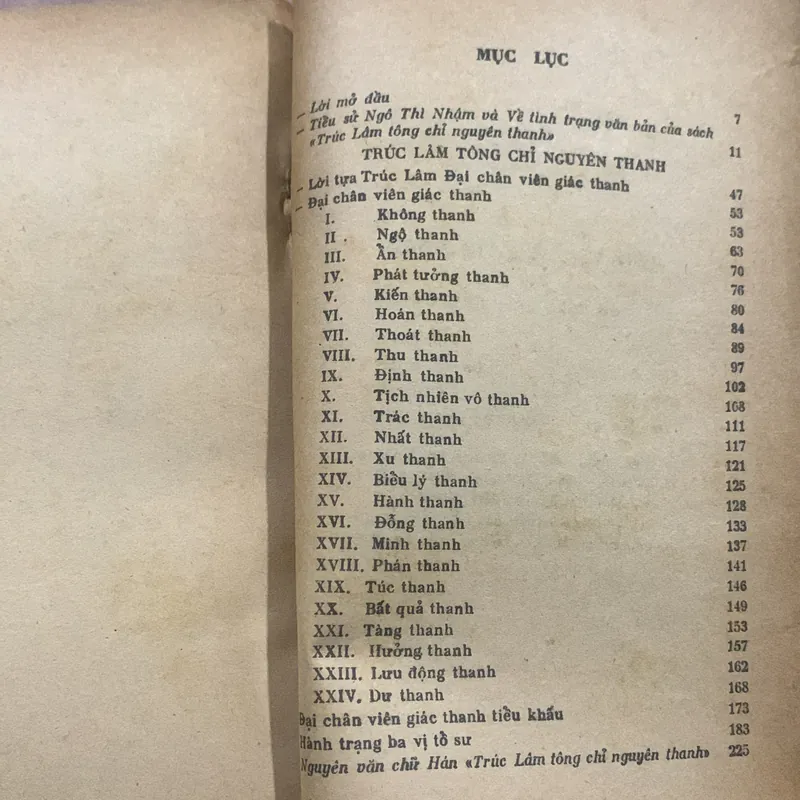 MỤC LỤC
- Lời mở đầu 7
- Tiểu sử Ngô Thì Nhậm và Về tình trạng văn bản của sách
«Trúc Lâm tông chỉ nguyên thanh» 11
TRÚC LÂM TÔNG CHỈ NGUYÊN THANH
- Lời tựa Trúc Lâm Đại chân viên giác thanh 47
- Đại chân viên giác thanh 53
I. Không thanh 53
II. Ngộ thanh 63
III. Ẩn thanh 70
IV. Phát tưởng thanh 76
V. Kiến thanh 80
VI. Hoán thanh 84
VII. Thoát thanh 89
VIII. Thu thanh 97
IX. Định thanh 102
X. Tịch nhiên vô thanh 108
XI. Trác thanh 111
XII. Nhất thanh 117
XIII. Xu thanh 121
XIV. Biểu lý thanh 125
XV. Hành thanh 128
XVI. Đỗng thanh 133
XVII. Minh thanh 137
XVIII. Phán thanh 141
XIX. Túc thanh 146
XX. Bất quả thanh 149
XXI. Tàng thanh 153
XXII. Hưởng thanh 157
XXIII. Lưu động thanh 162
XXIV. Dư thanh 168
Đại chân viên giác thanh tiểu khấu 173
Hành trạng ba vị tổ sư 183
Nguyên văn chữ Hán «Trúc Lâm tông chỉ nguyên thanh» 225